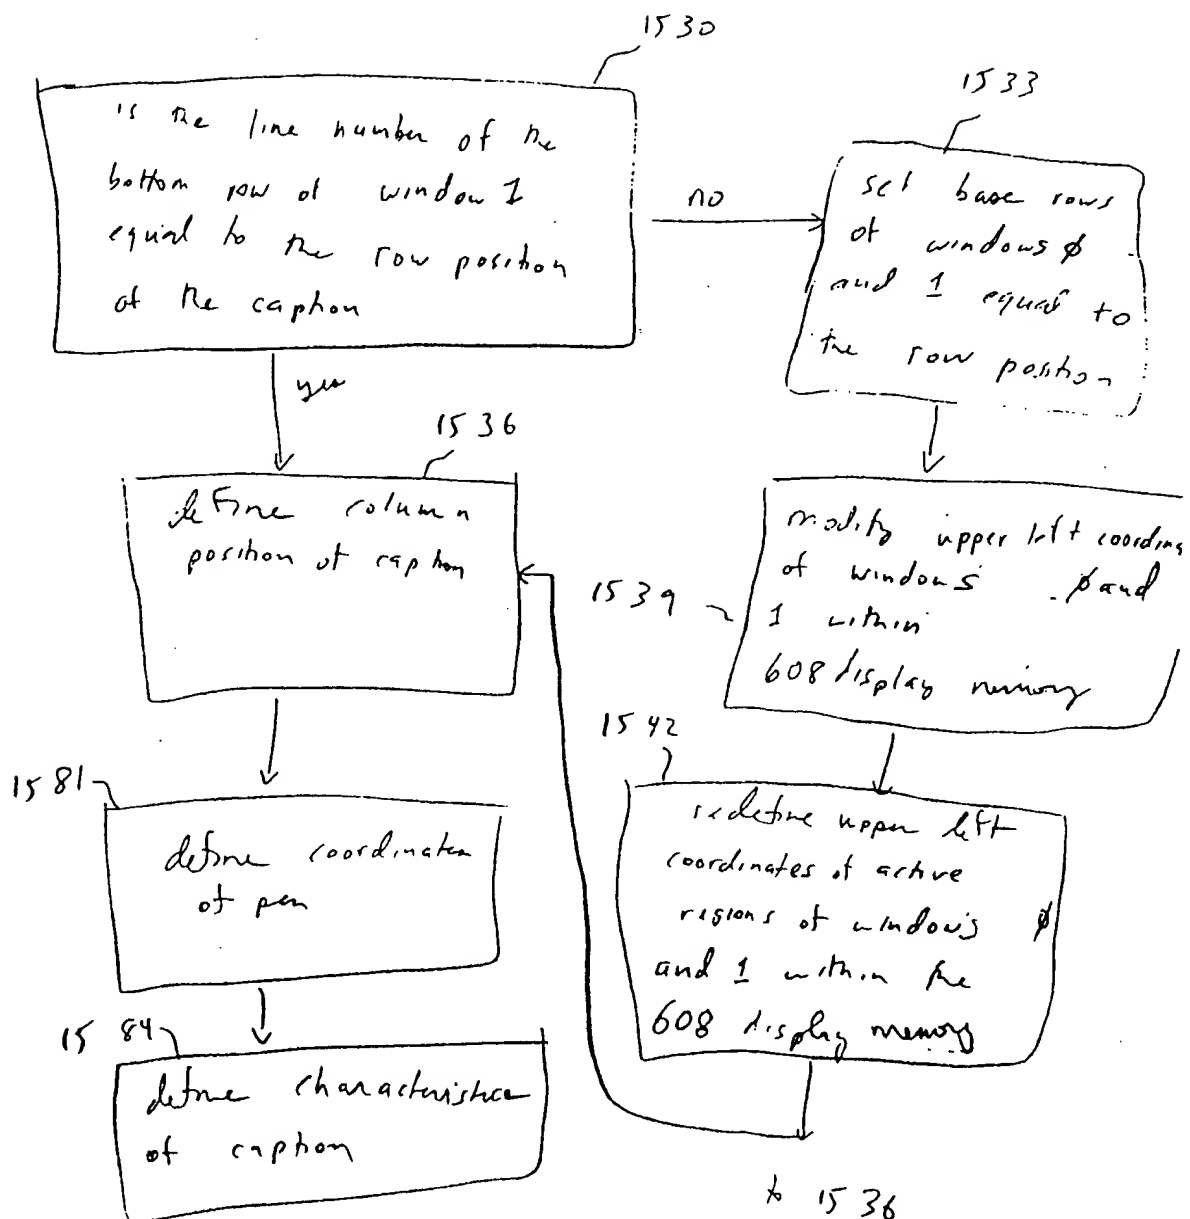 1530
is the line number of the
bottom row of window 1
equal to the row position
of the caption
no
1533
set base rows
of windows ø
and 1 equal to
the row position
yes
1536
define column
position of caption
1539
modify upper left coordina
of windows ø and
1 within
608 display memory
1542
redefine upper left
coordinates of active
regions of windows ø
and 1 within the
608 display memory
1581
define coordinates
of pen
1584
define characteristics
of caption
to 1536